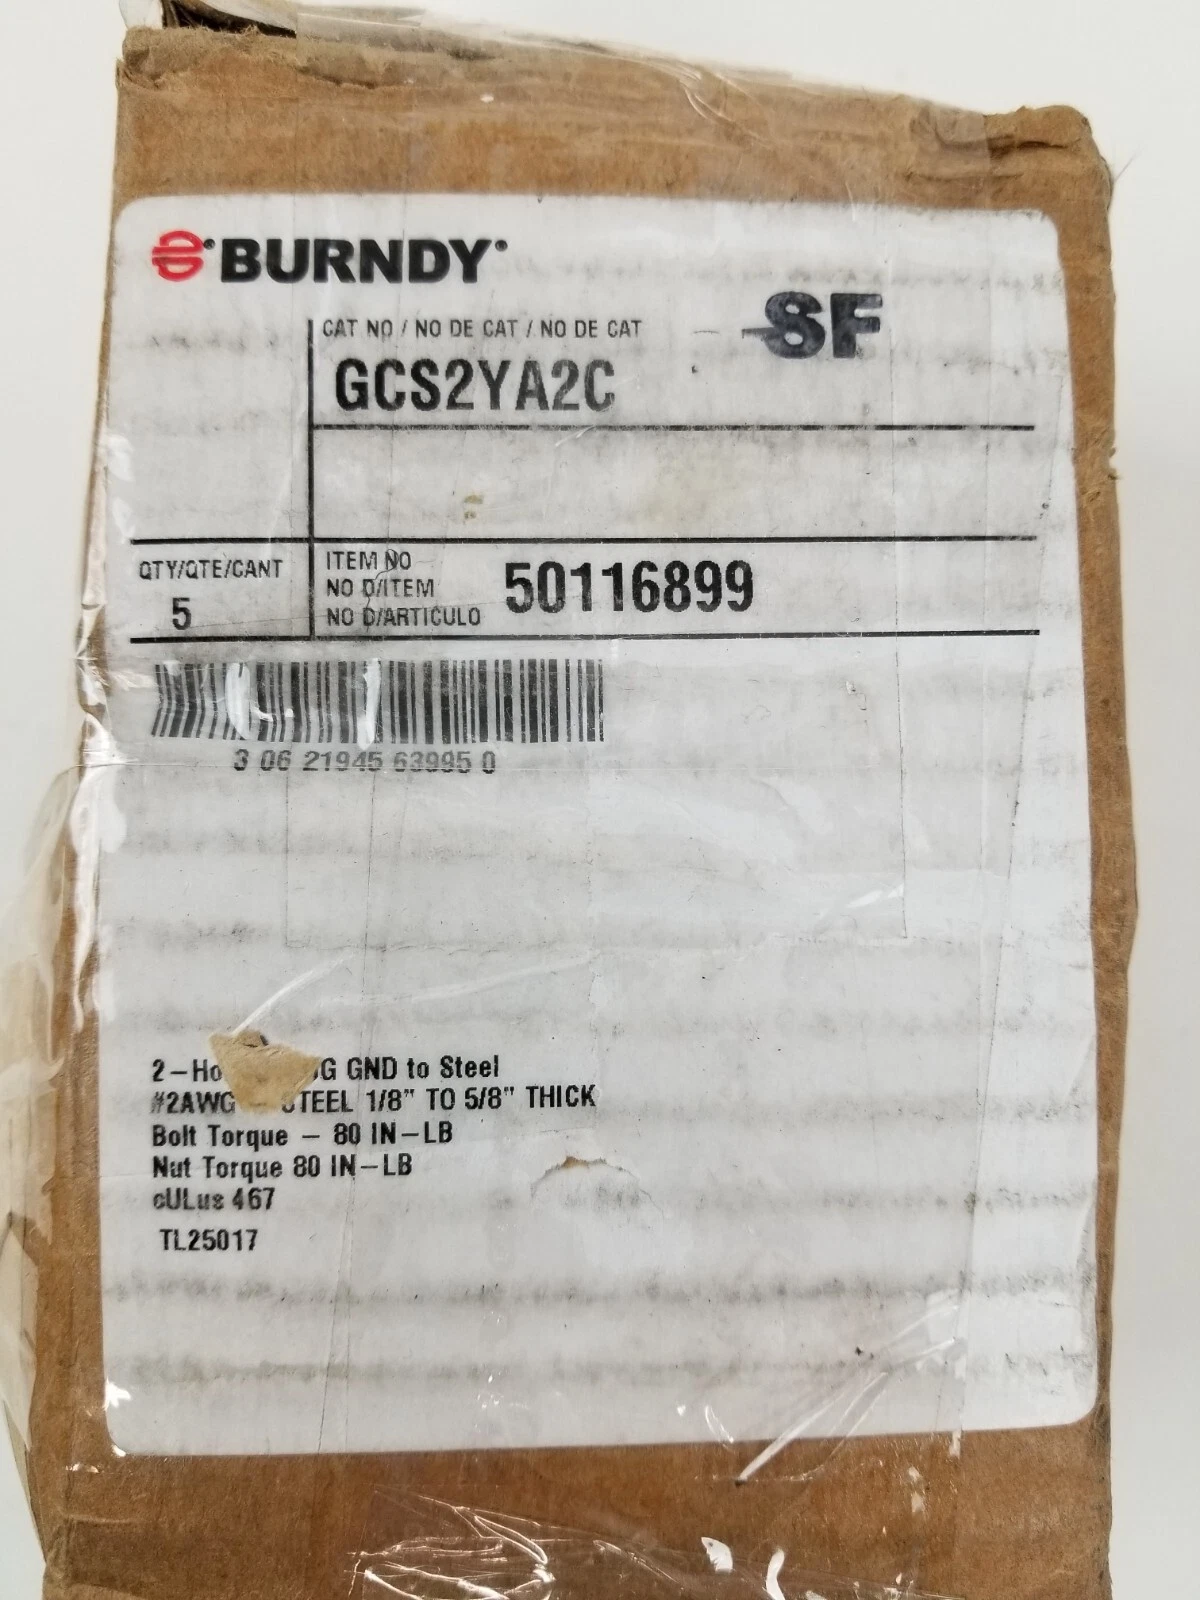 BURNDY
SF
CAT NO / NO DE CAT / NO DE CAT
GCS2YA2C
QTY/QTE/CANT
5
ITEM NO
NO D/ITEM
NO D/ARTICULO
50116899
3 06 21945 63995 0
2-Ho G GND to Steel
#2AWG - STEEL 1/8" TO 5/8" THICK
Bolt Torque - 80 IN-LB
Nut Torque 80 IN-LB
cULus 467
TL25017